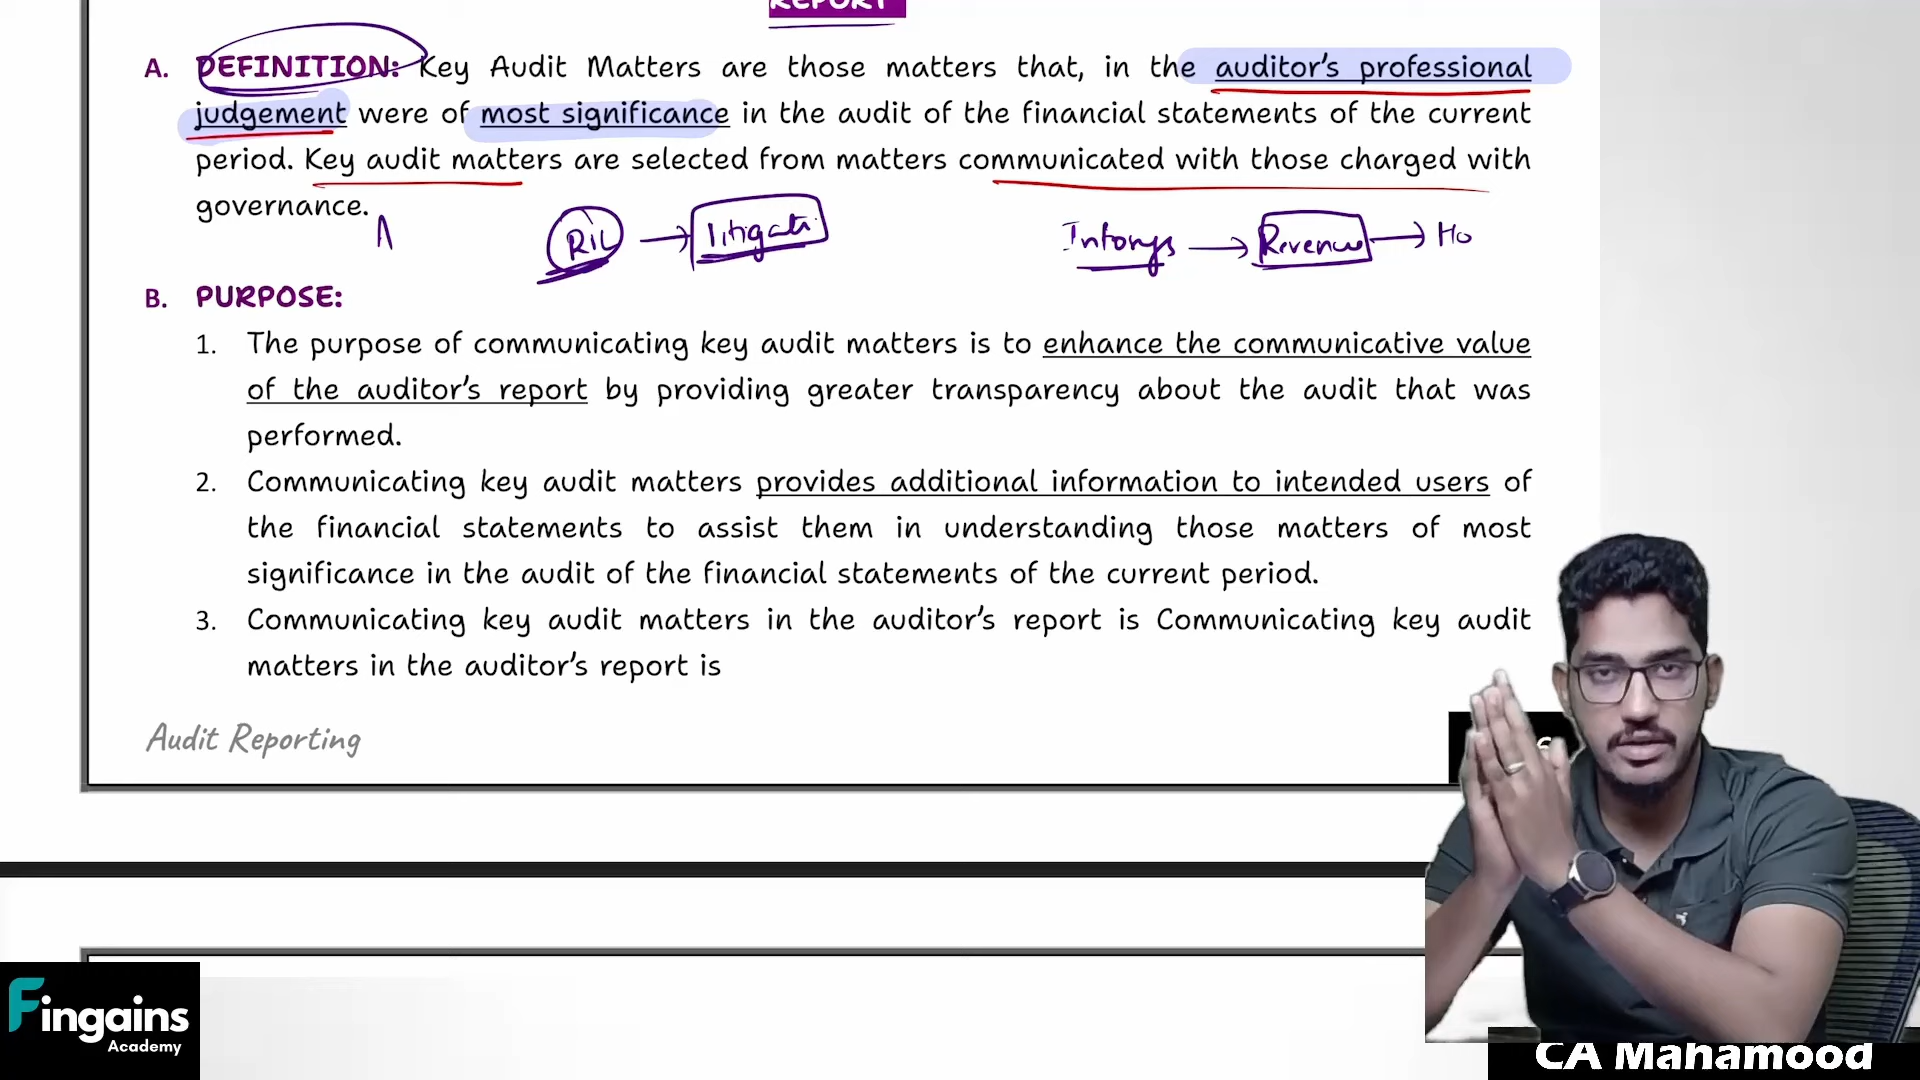 REPORT
A. DEFINITION: Key Audit Matters are those matters that, in the auditor's professional
judgement were of most significance in the audit of the financial statements of the current
period. Key audit matters are selected from matters communicated with those charged with
governance.
RIL → Litigati Infosys → Revenue → Ho
B. PURPOSE:
1. The purpose of communicating key audit matters is to enhance the communicative value
of the auditor's report by providing greater transparency about the audit that was
performed.
2. Communicating key audit matters provides additional information to intended users of
the financial statements to assist them in understanding those matters of most
significance in the audit of the financial statements of the current period.
3. Communicating key audit matters in the auditor's report is Communicating key audit
matters in the auditor's report is
Audit Reporting
Fingains
Academy
CA Mahamood